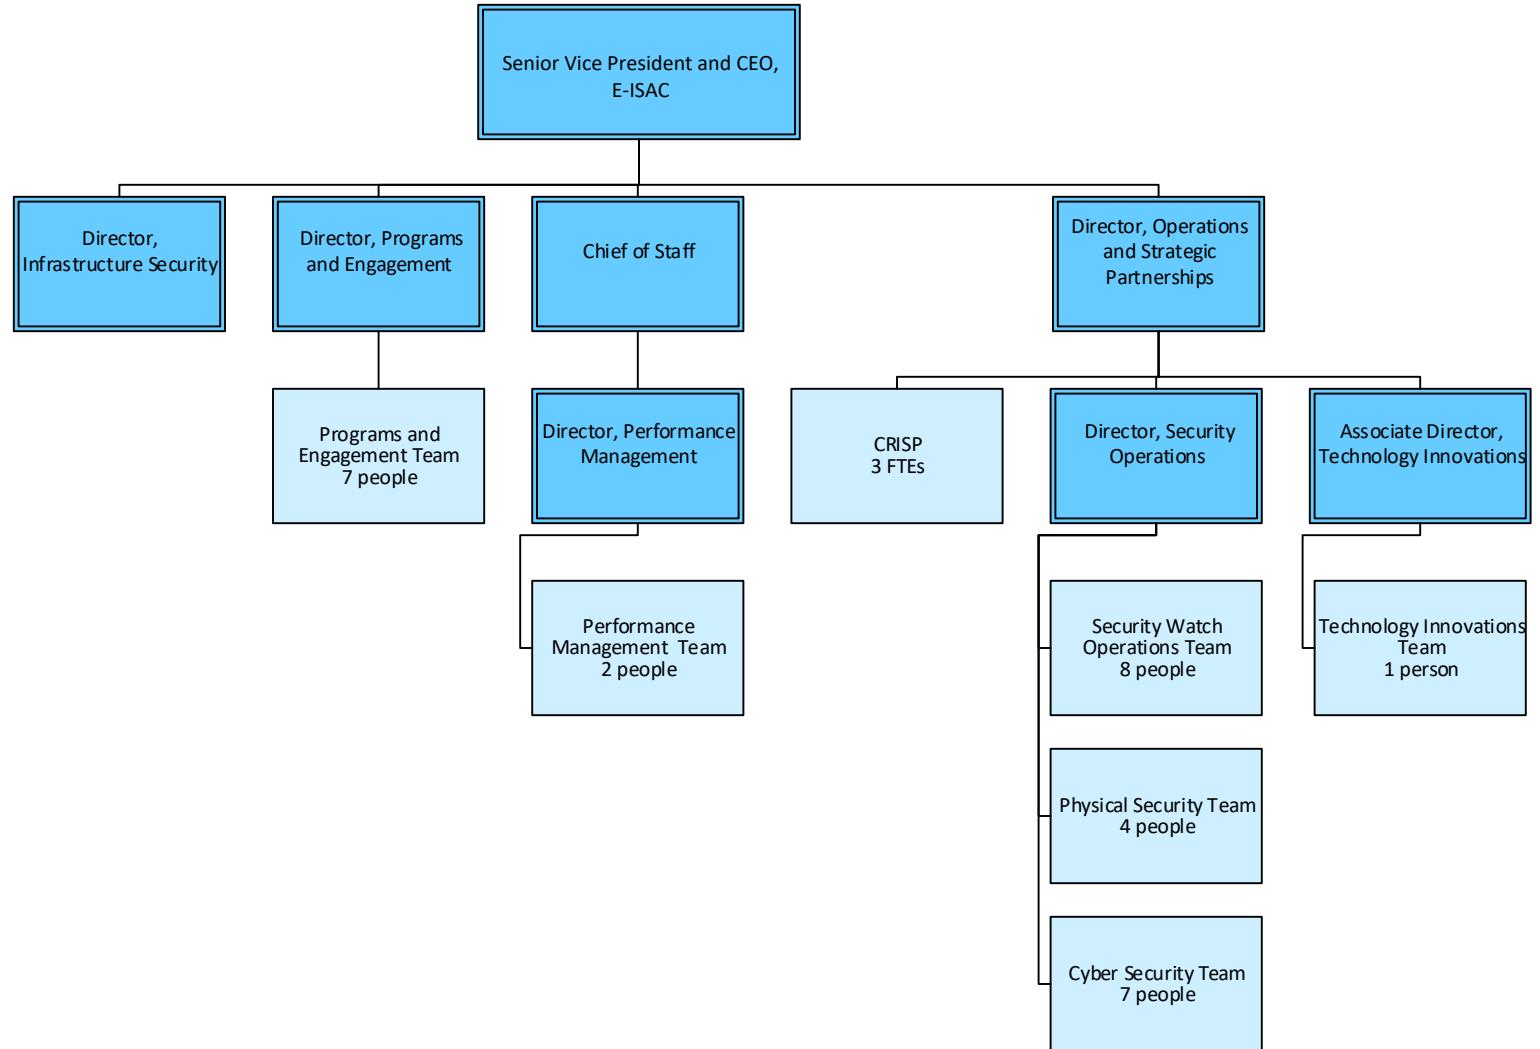 Senior Vice President and CEO,
E-ISAC
Director,
Infrastructure Security
Director, Programs
and Engagement
Chief of Staff
Director, Operations
and Strategic
Partnerships
Programs and
Engagement Team
7 people
Director, Performance
Management
CRISP
3 FTEs
Director, Security
Operations
Associate Director,
Technology Innovations
Performance
Management Team
2 people
Security Watch
Operations Team
8 people
Technology Innovations
Team
1 person
Physical Security Team
4 people
Cyber Security Team
7 people